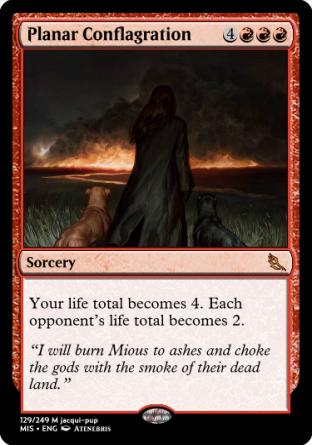 Planar Conflagration 4
Sorcery
Your life total becomes 4. Each
opponent's life total becomes 2.
“I will burn Mious to ashes and choke
the gods with the smoke of their dead
land.”
129/249 M jacqui-pup
MIS • ENG ATENEBRIS